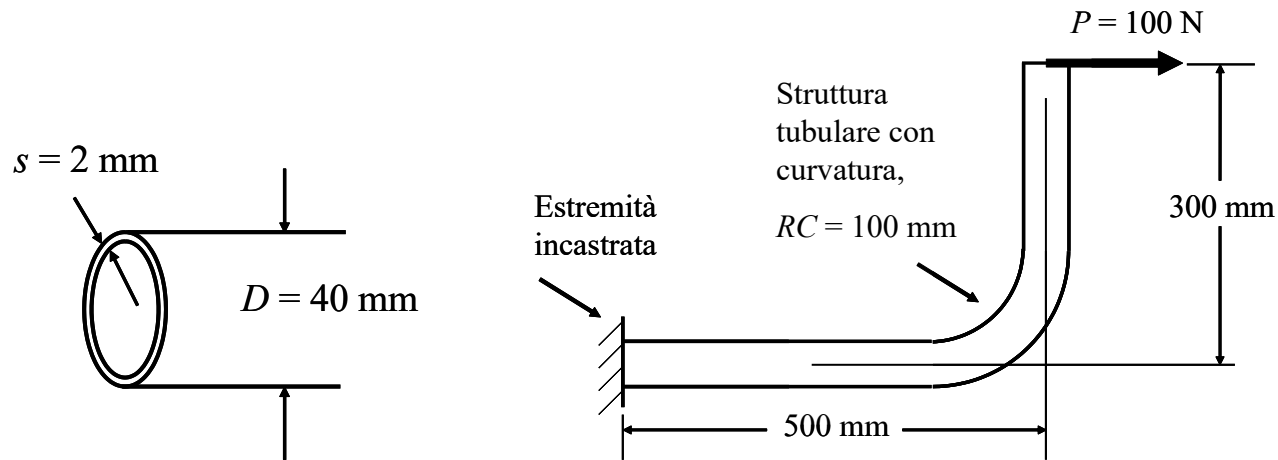 P = 100 N
Struttura
tubulare con
curvatura,
RC = 100 mm
s = 2 mm
Estremità
incastrata
300 mm
D = 40 mm
500 mm